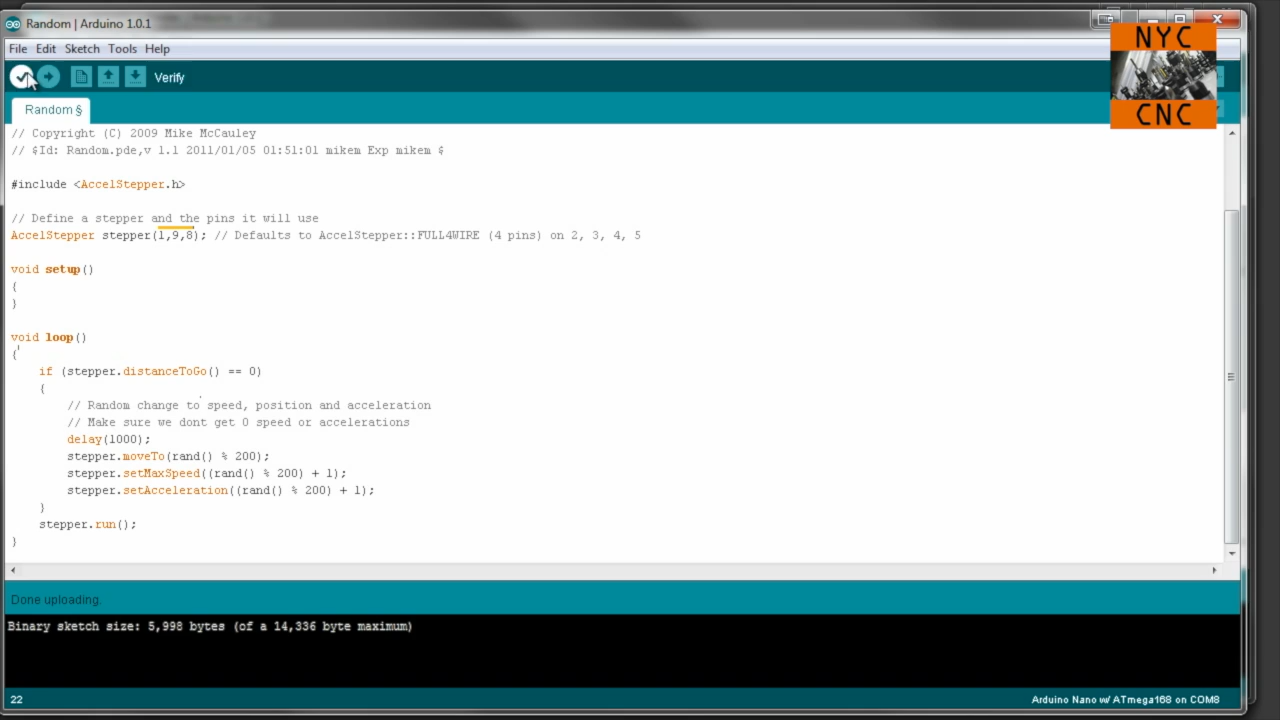 Random | Arduino 1.0.1
File Edit Sketch Tools Help
Verify
NYC
CNC
Random §
// Copyright (C) 2009 Mike McCauley
// $Id: Random.pde,v 1.1 2011/01/05 01:51:01 mikem Exp mikem $
#include <AccelStepper.h>
// Define a stepper and the pins it will use
AccelStepper stepper(1,9,8); // Defaults to AccelStepper::FULL4WIRE (4 pins) on 2, 3, 4, 5
void setup()
{
}
void loop()
{
if (stepper.distanceToGo() == 0)
{
// Random change to speed, position and acceleration
// Make sure we dont get 0 speed or accelerations
delay(1000);
stepper.moveTo(rand() % 200);
stepper.setMaxSpeed((rand() % 200) + 1);
stepper.setAcceleration((rand() % 200) + 1);
}
stepper.run();
}
Done uploading.
Binary sketch size: 5,998 bytes (of a 14,336 byte maximum)
22
Arduino Nano w/ ATmega168 on COM8